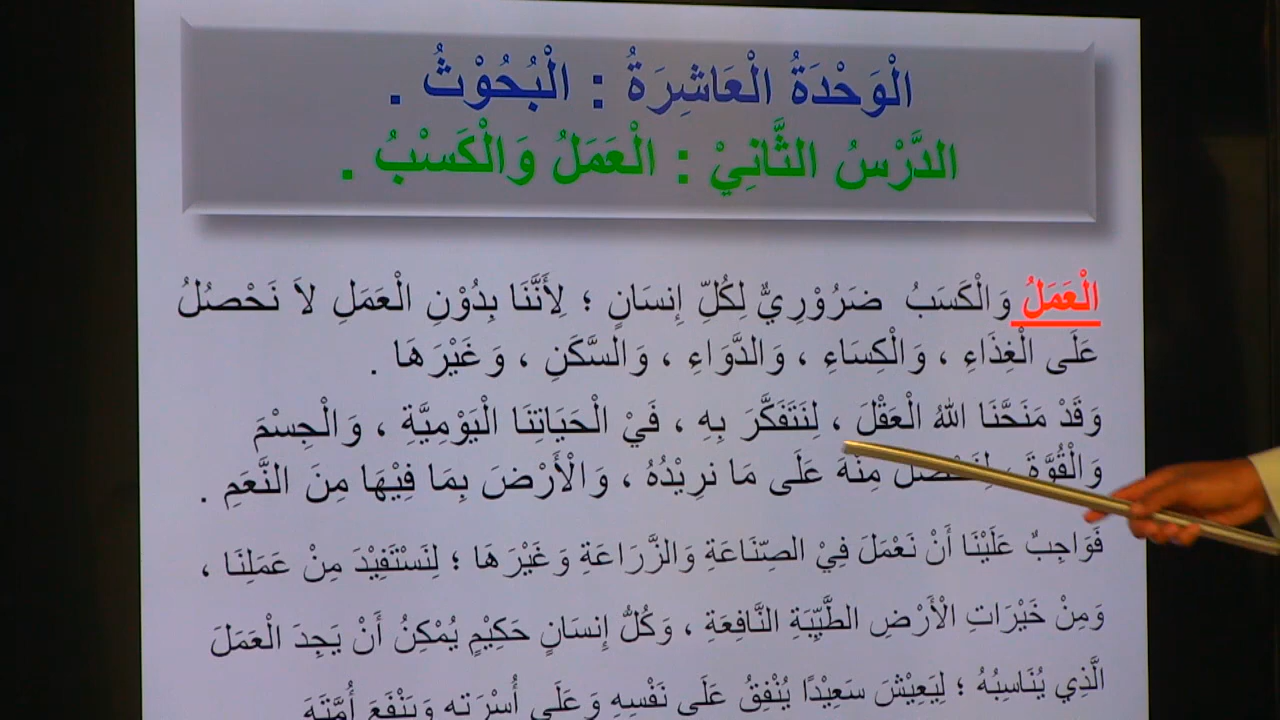 الْوَحْدَةُ الْعَاشِرَةُ : الْبُحُوْثُ .
الدَّرْسُ الثَّانِيْ : الْعَمَلُ وَالْكَسْبُ .
الْعَمَلُ وَالْكَسَبُ ضَرُوْرِيٌّ لِكُلِّ إِنسَانٍ ؛ لِأَنَّنَا بِدُوْنِ الْعَمَلِ لاَ نَحْصُلُ
عَلَى الْغِذَاءِ ، وَالْكِسَاءِ ، وَالدَّوَاءِ ، وَالسَّكَنِ ، وَغَيْرَهَا .
وَقَدْ مَنَحَّنَا اللهُ الْعَقْلَ ، لِنَتَفَكَّرَ بِهِ ، فَيْ الْحَيَاتِنَا الْيَوْمِيَّةِ ، وَالْجِسْمَ
وَالْقُوَّةَ ، لِنَحْصُلَ مِنْهَ عَلَى مَا نرِيْدُهُ ، وَالْأَرْضَ بِمَا فِيْهَا مِنَ النَّعَمِ .
فَوَاجِبٌ عَلَيْنَا أَنْ نَعْمَلَ فِيْ الصِّنَاعَةِ وَالزَّرَاعَةِ وَغَيْرَهَا ؛ لِنَسْتَفِيْدَ مِنْ عَمَلِنَا ،
وَمِنْ خَيْرَاتِ الْأَرْضِ الطَّيِّبَةِ النَّافِعَةِ ، وَكُلُّ إِنسَانٍ حَكِيْمٍ يُمْكِنُ أَنْ يَجِدَ الْعَمَلَ
الَّذِي يُنَاسِبُهُ ؛ لِيَعِيْشَ سَعِيْدًا يُنْفِقُ عَلَى نَفْسِهِ وَعَلَى أُسْرَتِهِ وَيَنْفَعَ أُمَّتَهَ